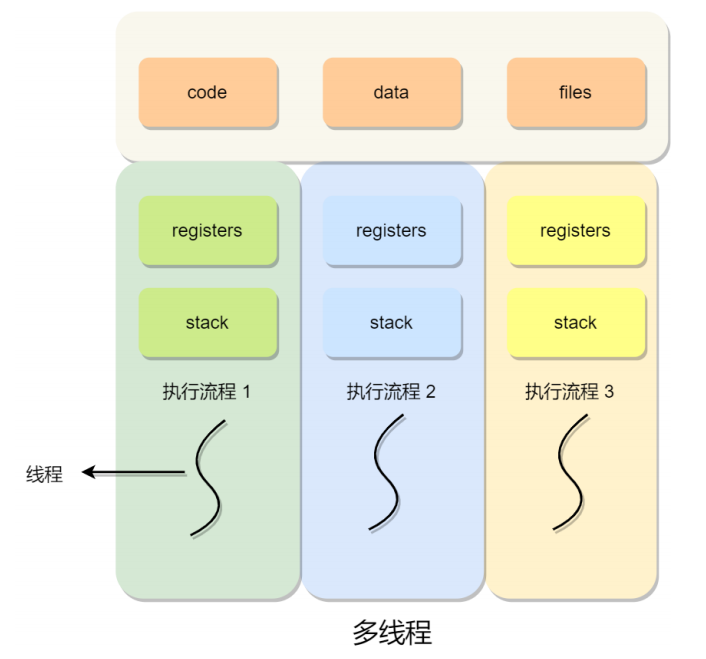 code data files
registers registers registers
stack stack stack
执行流程 1 执行流程 2 执行流程 3
线程
多线程